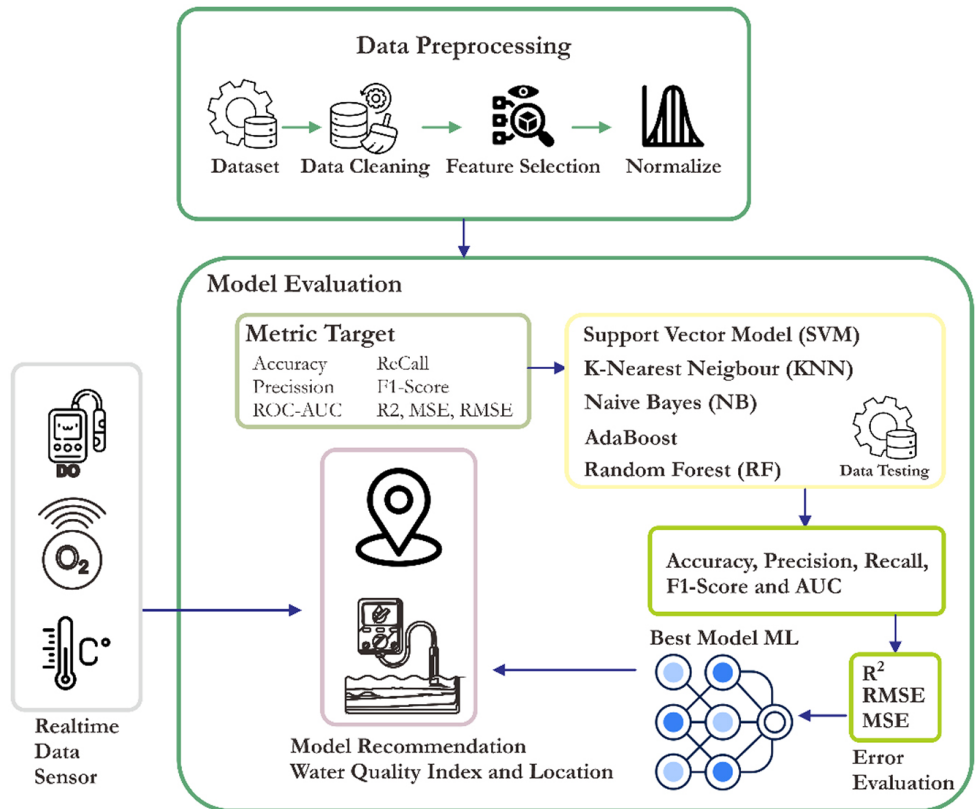 Data Preprocessing
Dataset
Data Cleaning
Feature Selection
Normalize
Model Evaluation
Metric Target
Accuracy ReCall
Precission F1-Score
ROC-AUC R2, MSE, RMSE
Support Vector Model (SVM)
K-Nearest Neigbour (KNN)
Naive Bayes (NB)
AdaBoost
Random Forest (RF)
Data Testing
Accuracy, Precision, Recall,
F1-Score and AUC
R²
RMSE
MSE
Error
Evaluation
Best Model ML
Model Recommendation
Water Quality Index and Location
DO
O₂
C°
Realtime
Data
Sensor